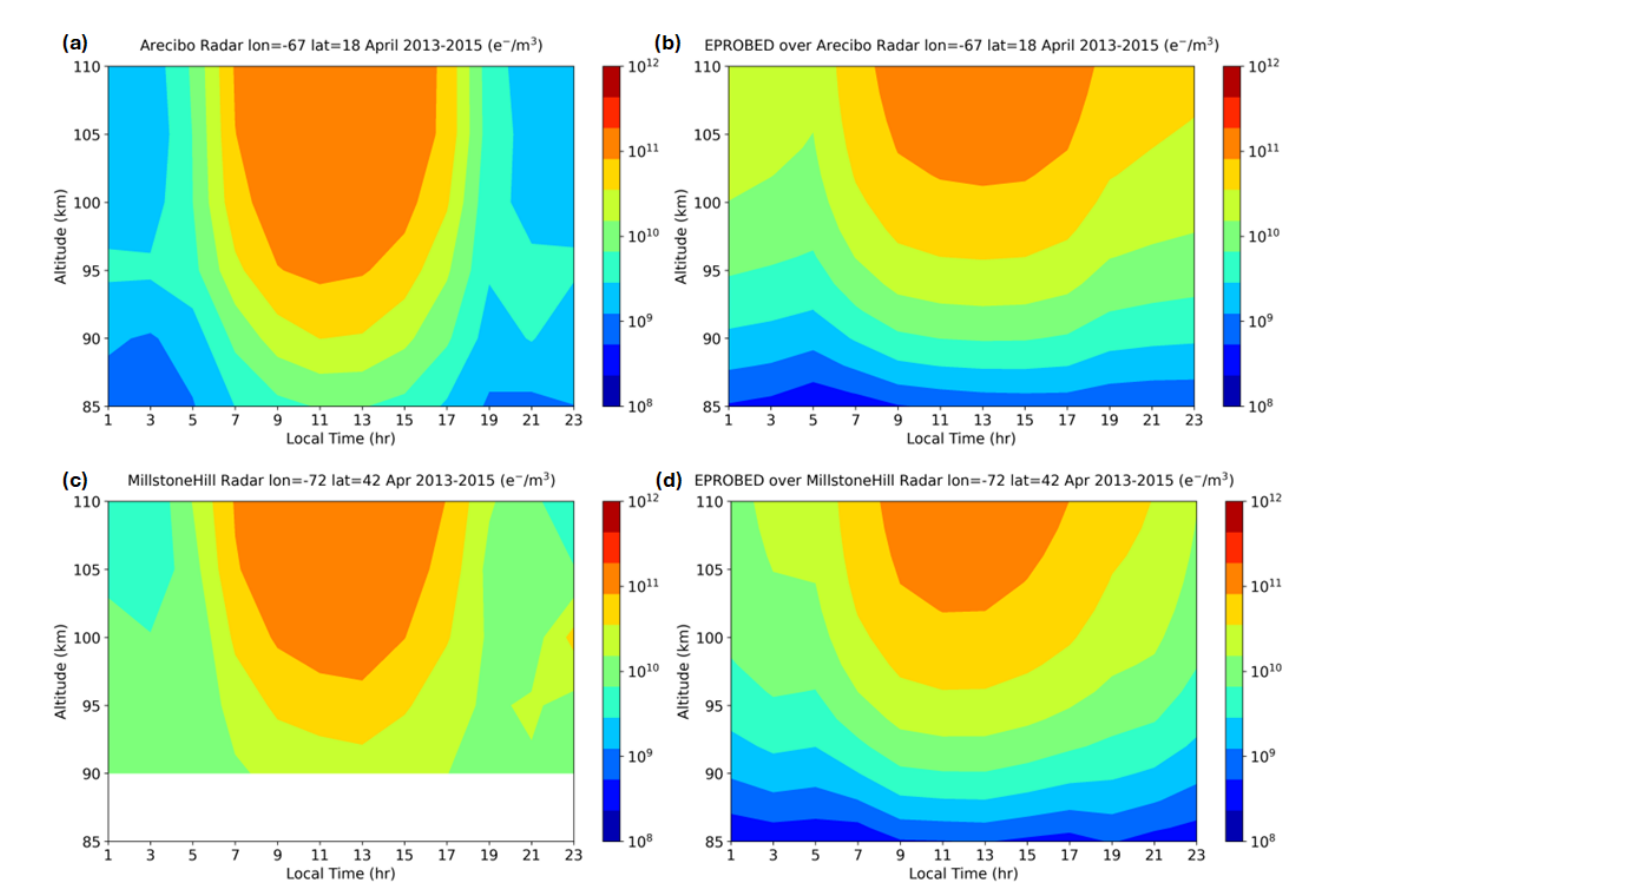 (a) Arecibo Radar lon=-67 lat=18 April 2013-2015 (e⁻/m³)
110
105
100
95
90
85
Altitude (km)
1 3 5 7 9 11 13 15 17 19 21 23
Local Time (hr)
10¹²
10¹¹
10¹⁰
10⁹
10⁸
(b) EPROBED over Arecibo Radar lon=-67 lat=18 April 2013-2015 (e⁻/m³)
110
105
100
95
90
85
Altitude (km)
1 3 5 7 9 11 13 15 17 19 21 23
Local Time (hr)
10¹²
10¹¹
10¹⁰
10⁹
10⁸
(c) MillstoneHill Radar lon=-72 lat=42 Apr 2013-2015 (e⁻/m³)
110
105
100
95
90
85
Altitude (km)
1 3 5 7 9 11 13 15 17 19 21 23
Local Time (hr)
10¹²
10¹¹
10¹⁰
10⁹
10⁸
(d) EPROBED over MillstoneHill Radar lon=-72 lat=42 Apr 2013-2015 (e⁻/m³)
110
105
100
95
90
85
Altitude (km)
1 3 5 7 9 11 13 15 17 19 21 23
Local Time (hr)
10¹²
10¹¹
10¹⁰
10⁹
10⁸